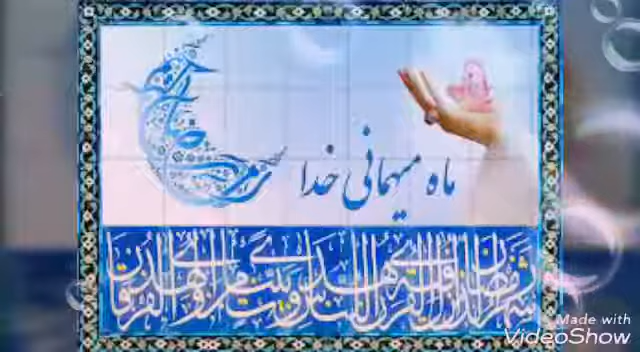 رمضان
ماه میهمانی خدا
شهر رمضان الذی انزل فیه القرآن هدی للناس و بینات من الهدی و الفرقان
Made with
VideoShow